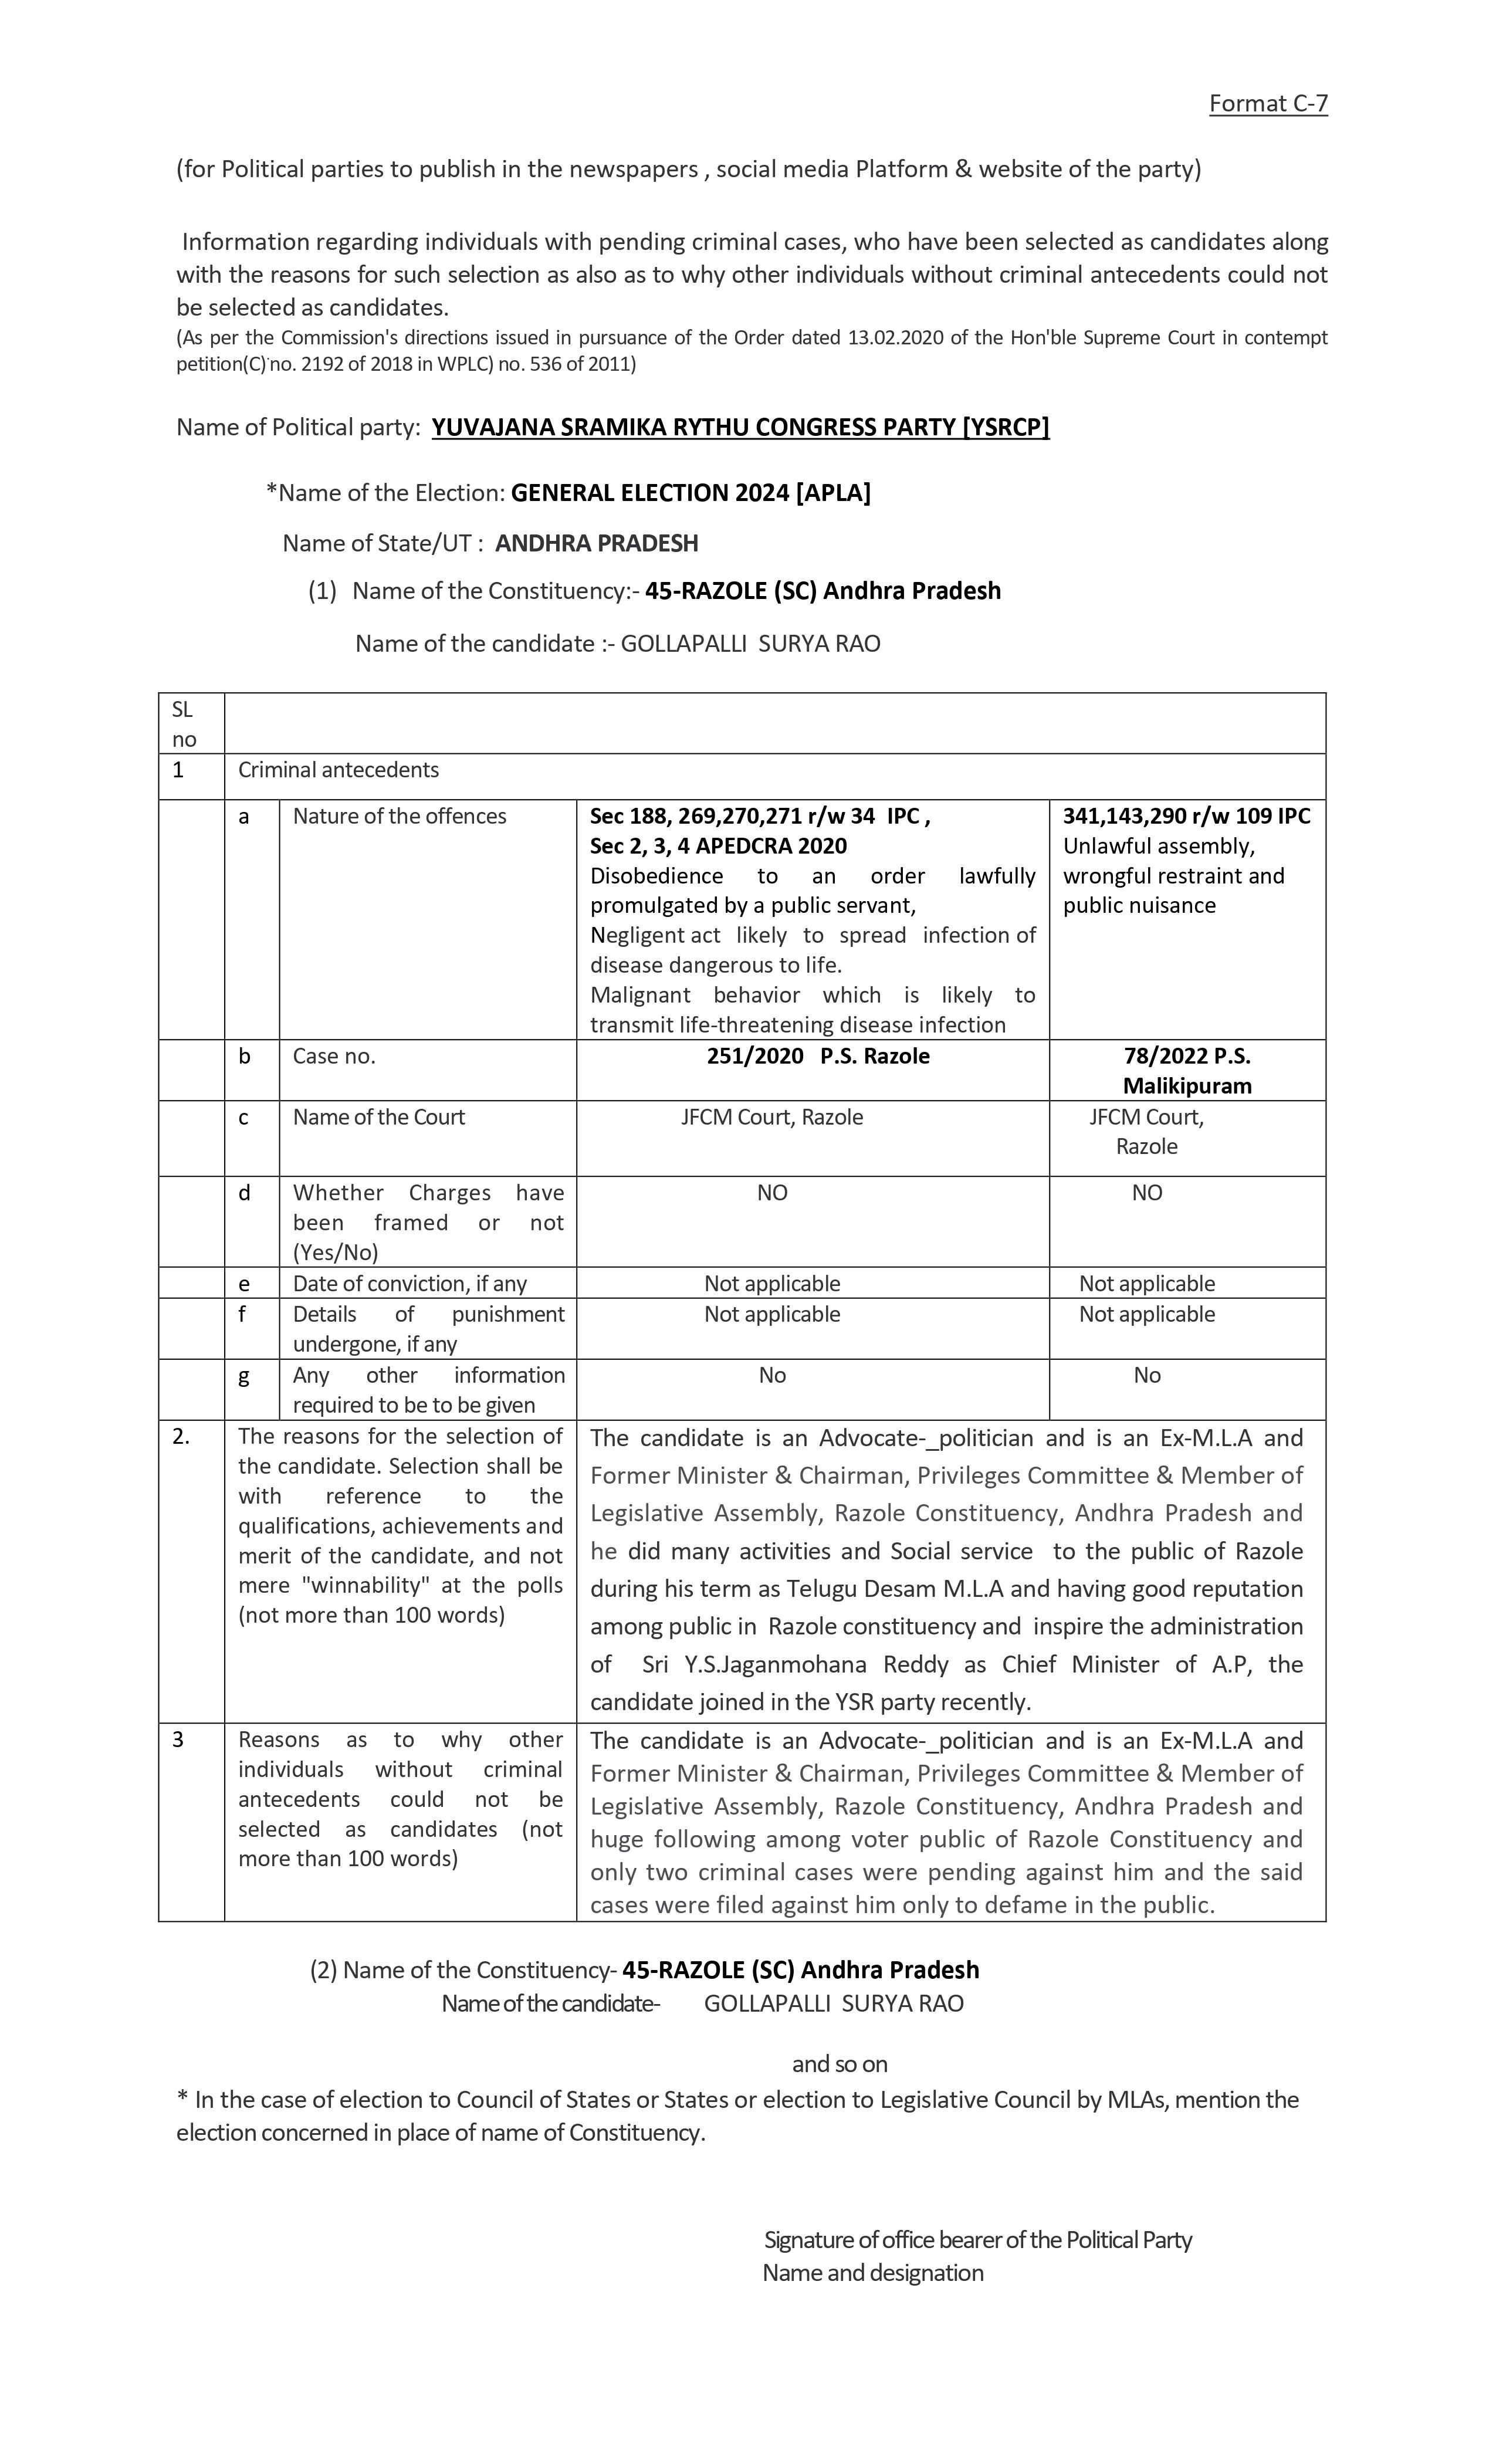 Format C-7
(for Political parties to publish in the newspapers , social media Platform & website of the party)
Information regarding individuals with pending criminal cases, who have been selected as candidates along
with the reasons for such selection as also as to why other individuals without criminal antecedents could not
be selected as candidates.
(As per the Commission's directions issued in pursuance of the Order dated 13.02.2020 of the Hon'ble Supreme Court in contempt
petition(C)·no. 2192 of 2018 in WPLC) no. 536 of 2011)
Name of Political party: YUVAJANA SRAMIKA RYTHU CONGRESS PARTY [YSRCP]
*Name of the Election: GENERAL ELECTION 2024 [APLA]
Name of State/UT : ANDHRA PRADESH
(1) Name of the Constituency:- 45-RAZOLE (SC) Andhra Pradesh
Name of the candidate :- GOLLAPALLI SURYA RAO
SL
no
1 Criminal antecedents
a Nature of the offences
Sec 188, 269,270,271 r/w 34 IPC ,
Sec 2, 3, 4 APEDCRA 2020
Disobedience to an order lawfully
promulgated by a public servant,
Negligent act likely to spread infection of
disease dangerous to life.
Malignant behavior which is likely to
transmit life-threatening disease infection
341,143,290 r/w 109 IPC
Unlawful assembly,
wrongful restraint and
public nuisance
b Case no.
251/2020 P.S. Razole
78/2022 P.S.
Malikipuram
c Name of the Court
JFCM Court, Razole
JFCM Court,
Razole
d Whether Charges have
been framed or not
(Yes/No)
NO
NO
e Date of conviction, if any
Not applicable
Not applicable
f Details of punishment
undergone, if any
Not applicable
Not applicable
g Any other information
required to be to be given
No
No
2. The reasons for the selection of
the candidate. Selection shall be
with reference to the
qualifications, achievements and
merit of the candidate, and not
mere "winnability" at the polls
(not more than 100 words)
The candidate is an Advocate-_politician and is an Ex-M.L.A and
Former Minister & Chairman, Privileges Committee & Member of
Legislative Assembly, Razole Constituency, Andhra Pradesh and
he did many activities and Social service to the public of Razole
during his term as Telugu Desam M.L.A and having good reputation
among public in Razole constituency and inspire the administration
of Sri Y.S.Jaganmohana Reddy as Chief Minister of A.P, the
candidate joined in the YSR party recently.
3 Reasons as to why other
individuals without criminal
antecedents could not be
selected as candidates (not
more than 100 words)
The candidate is an Advocate-_politician and is an Ex-M.L.A and
Former Minister & Chairman, Privileges Committee & Member of
Legislative Assembly, Razole Constituency, Andhra Pradesh and
huge following among voter public of Razole Constituency and
only two criminal cases were pending against him and the said
cases were filed against him only to defame in the public.
(2) Name of the Constituency- 45-RAZOLE (SC) Andhra Pradesh
Name of the candidate- GOLLAPALLI SURYA RAO
and so on
* In the case of election to Council of States or States or election to Legislative Council by MLAs, mention the
election concerned in place of name of Constituency.
Signature of office bearer of the Political Party
Name and designation